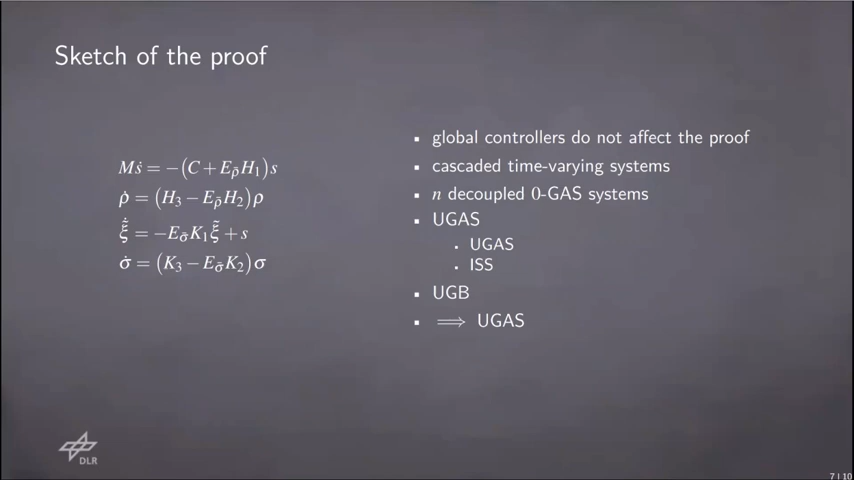 Sketch of the proof
Mṡ = −(C + E_ρ̄ H₁)s
ρ̇ = (H₃ − E_ρ̄ H₂)ρ
ξ̃̇ = −E_σ̄ K₁ ξ̃ + s
σ̇ = (K₃ − E_σ̄ K₂)σ
▪ global controllers do not affect the proof
▪ cascaded time-varying systems
▪ n decoupled 0-GAS systems
▪ UGAS
▪ UGAS
▪ ISS
▪ UGB
▪ ⟹ UGAS
DLR
7 | 10